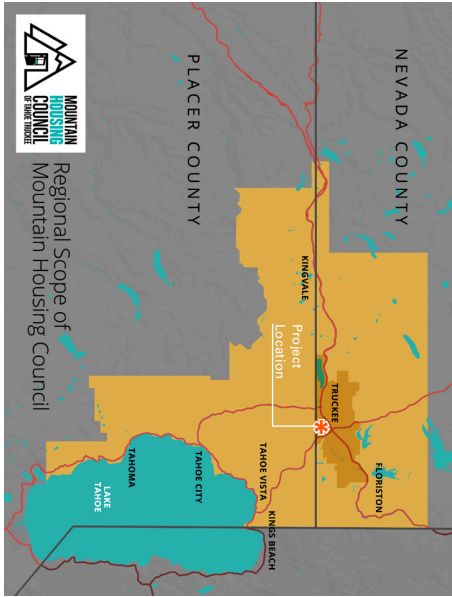 NEVADA COUNTY
PLACER COUNTY
KINGVALE
Project
Location
TRUCKEE
FLORISTON
TAHOE VISTA
KINGS BEACH
TAHOE CITY
TAHOMA
LAKE
TAHOE
MOUNTAIN
HOUSING
COUNCIL
OF TAHOE TRUCKEE
Regional Scope of
Mountain Housing Council